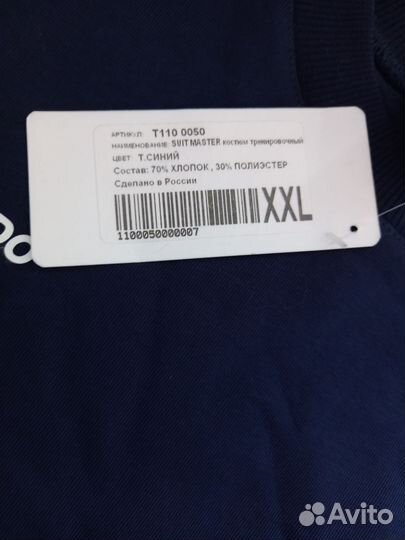 АРТИКУЛ: T110 0050
НАИМЕНОВАНИЕ: SUIT MASTER костюм тренировочный
ЦВЕТ: Т.СИНИЙ
Состав: 70% ХЛОПОК , 30% ПОЛИЭСТЕР
Сделано в России
XXL
1100050000007
Do
Avito